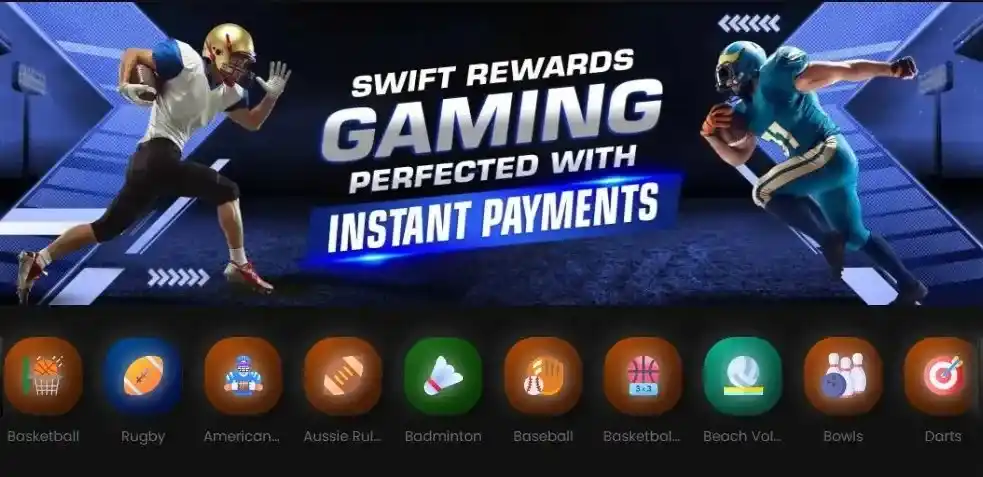 SWIFT REWARDS
GAMING
PERFECTED WITH
INSTANT PAYMENTS
Basketball Rugby American... Aussie Rul... Badminton Baseball Basketbal... Beach Vol... Bowls Darts
3x3